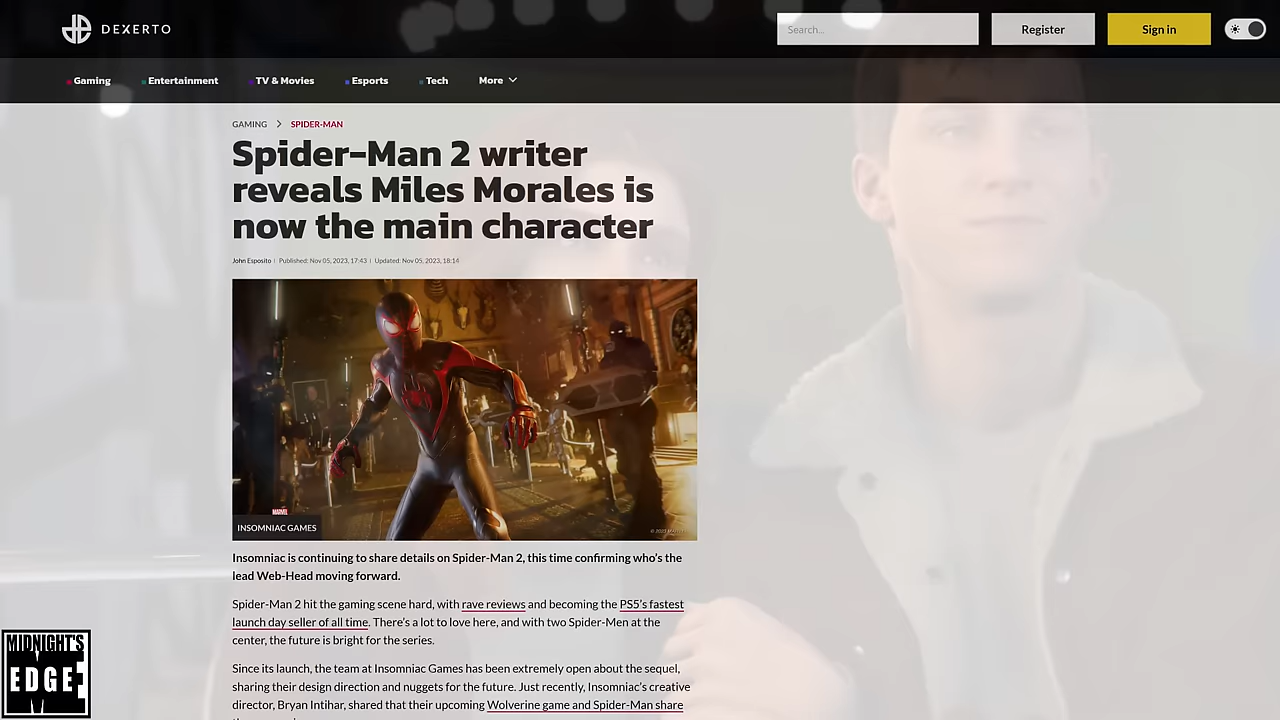 DEXERTO
Search...
Register
Sign in
Gaming
Entertainment
TV & Movies
Esports
Tech
More
GAMING > SPIDER-MAN
Spider-Man 2 writer
reveals Miles Morales is
now the main character
John Esposito | Published: Nov 05, 2023, 17:43 | Updated: Nov 05, 2023, 18:14
MARVEL
INSOMNIAC GAMES
Insomniac is continuing to share details on Spider-Man 2, this time confirming who's the
lead Web-Head moving forward.
Spider-Man 2 hit the gaming scene hard, with rave reviews and becoming the PS5's fastest
launch day seller of all time. There's a lot to love here, and with two Spider-Men at the
center, the future is bright for the series.
Since its launch, the team at Insomniac Games has been extremely open about the sequel,
sharing their design direction and nuggets for the future. Just recently, Insomniac's creative
director, Bryan Intihar, shared that their upcoming Wolverine game and Spider-Man share
MIDNIGHT'S
EDGE